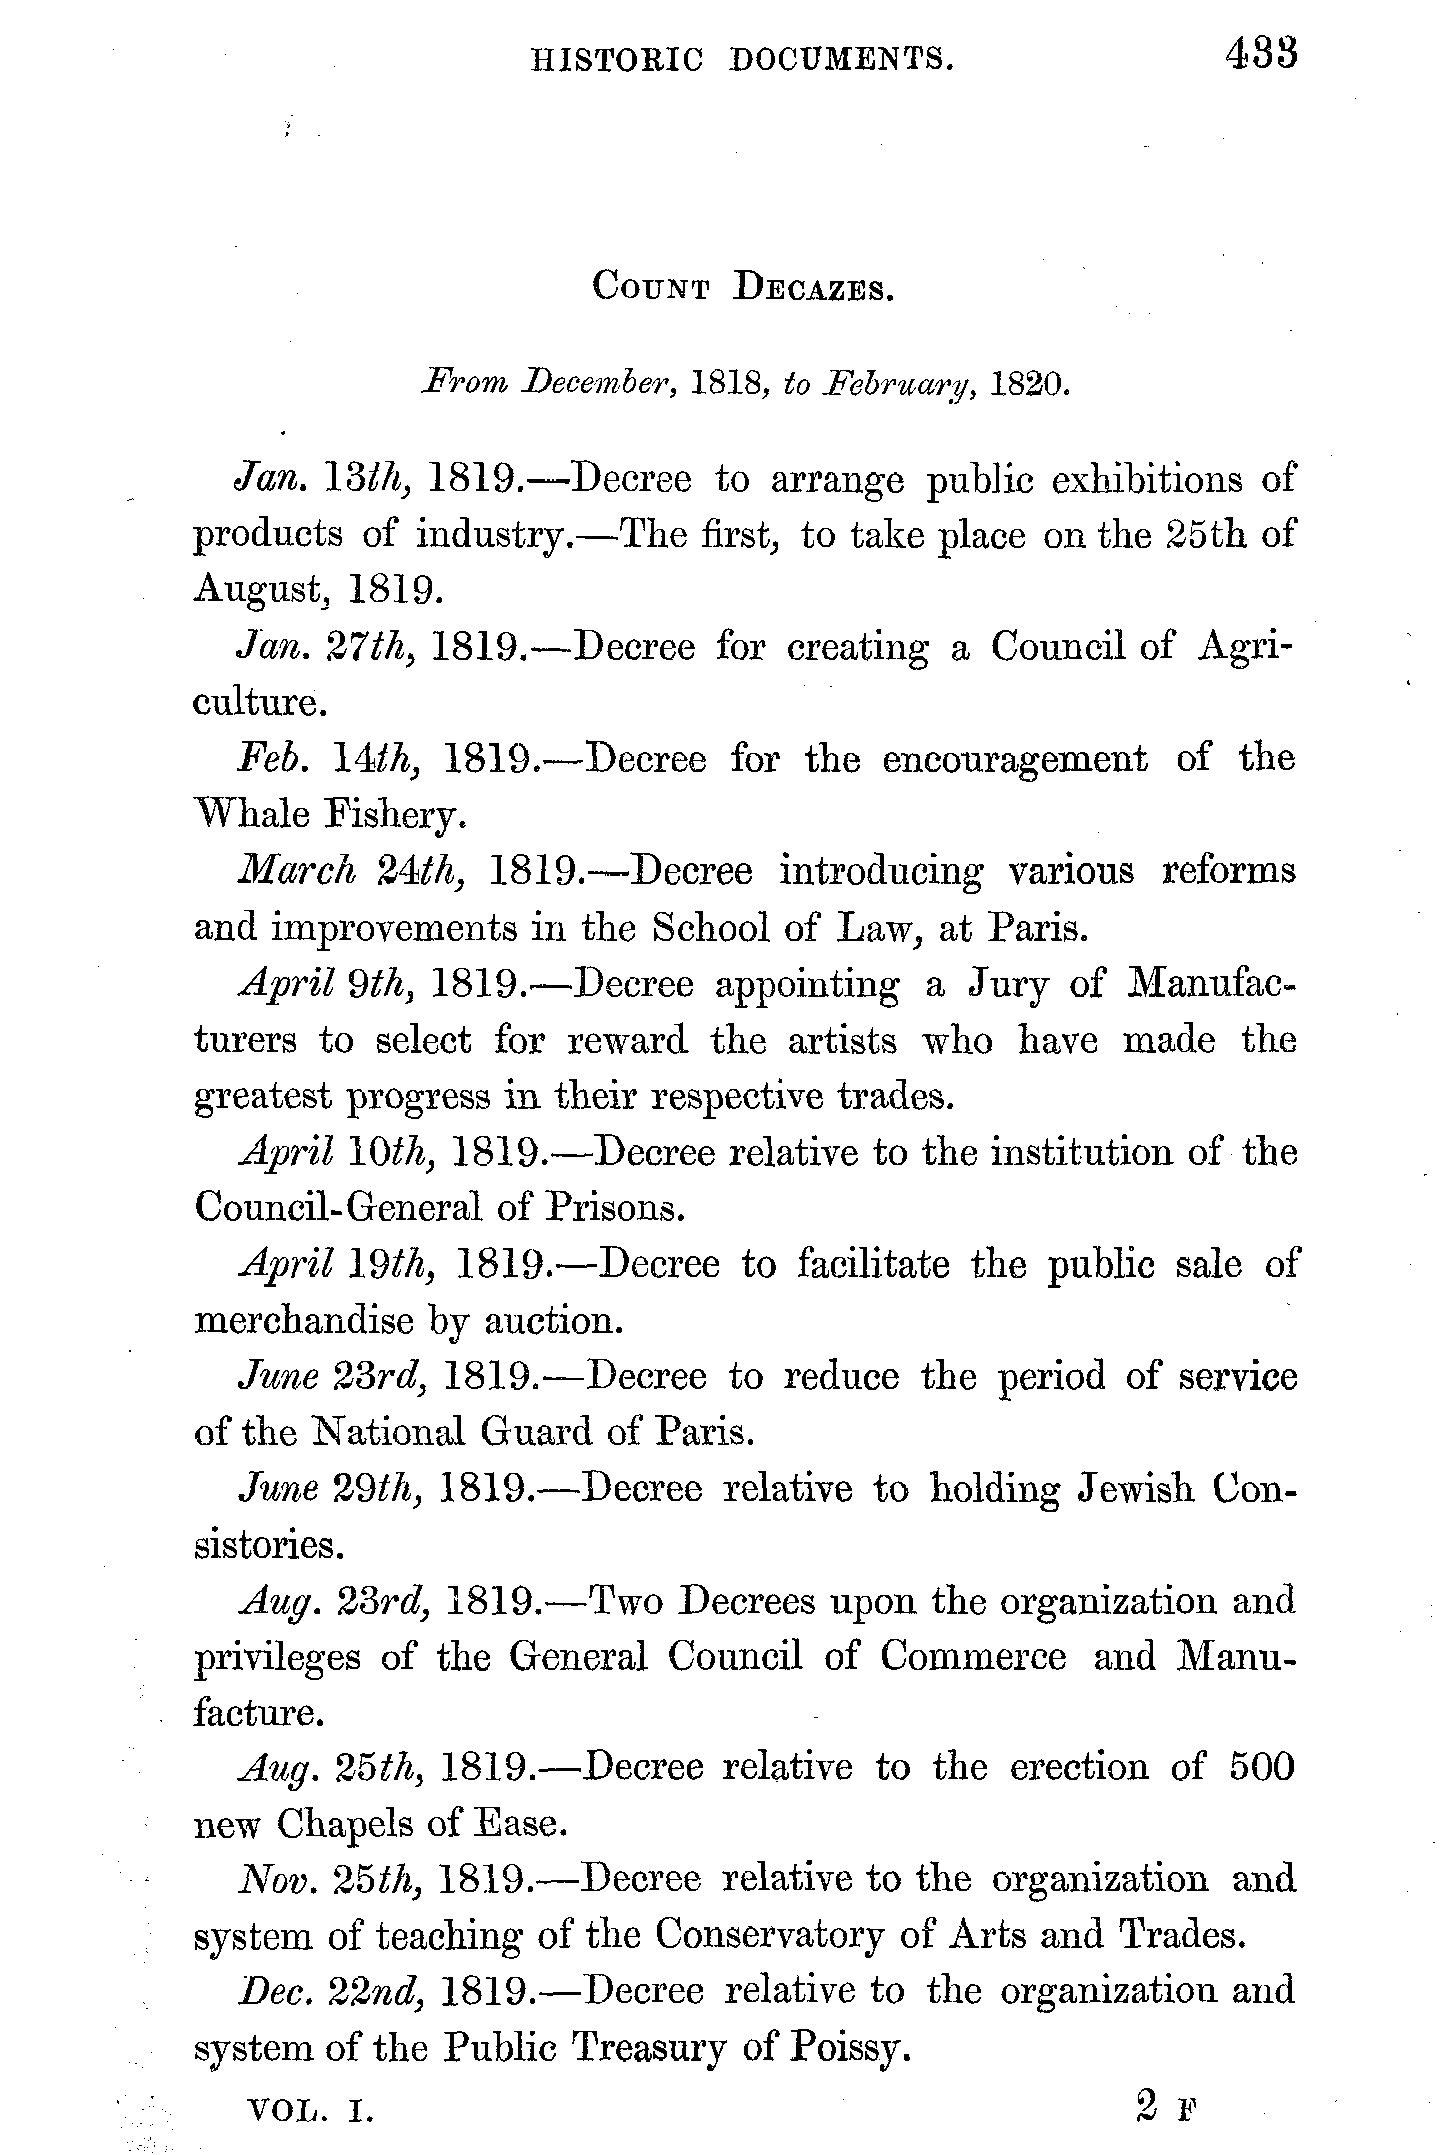 HISTORIC DOCUMENTS. 433
COUNT DECAZES.
From December, 1818, to February, 1820.
Jan. 13th, 1819.—Decree to arrange public exhibitions of
products of industry.—The first, to take place on the 25th of
August, 1819.
Jan. 27th, 1819.—Decree for creating a Council of Agri-
culture.
Feb. 14th, 1819.—Decree for the encouragement of the
Whale Fishery.
March 24th, 1819.—Decree introducing various reforms
and improvements in the School of Law, at Paris.
April 9th, 1819.—Decree appointing a Jury of Manufac-
turers to select for reward the artists who have made the
greatest progress in their respective trades.
April 10th, 1819.—Decree relative to the institution of the
Council-General of Prisons.
April 19th, 1819.—Decree to facilitate the public sale of
merchandise by auction.
June 23rd, 1819.—Decree to reduce the period of service
of the National Guard of Paris.
June 29th, 1819.—Decree relative to holding Jewish Con-
sistories.
Aug. 23rd, 1819.—Two Decrees upon the organization and
privileges of the General Council of Commerce and Manu-
facture.
Aug. 25th, 1819.—Decree relative to the erection of 500
new Chapels of Ease.
Nov. 25th, 1819.—Decree relative to the organization and
system of teaching of the Conservatory of Arts and Trades.
Dec. 22nd, 1819.—Decree relative to the organization and
system of the Public Treasury of Poissy.
VOL. I. 2 F